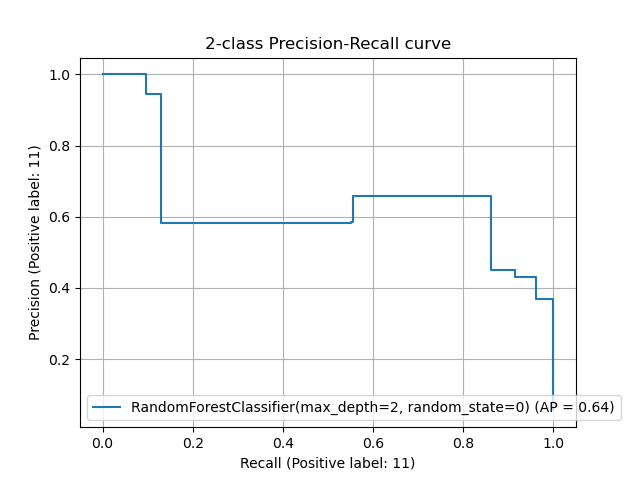 2-class Precision-Recall curve
Precision (Positive label: 11)
1.0
0.8
0.6
0.4
0.2
RandomForestClassifier(max_depth=2, random_state=0) (AP = 0.64)
0.0 0.2 0.4 0.6 0.8 1.0
Recall (Positive label: 11)